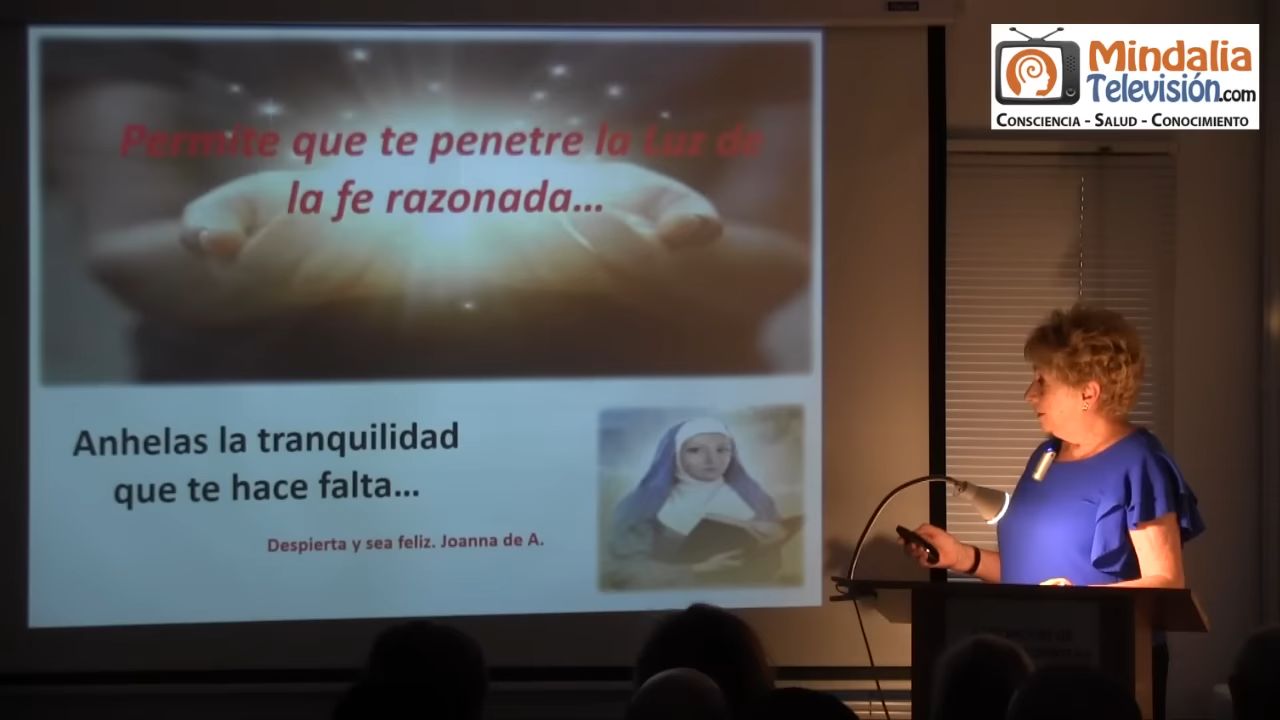 Permite que te penetre la Luz de
la fe razonada...
Anhelas la tranquilidad
que te hace falta...
Despierta y sea feliz. Joanna de A.
Mindalia
Televisión.com
CONSCIENCIA - SALUD - CONOCIMIENTO